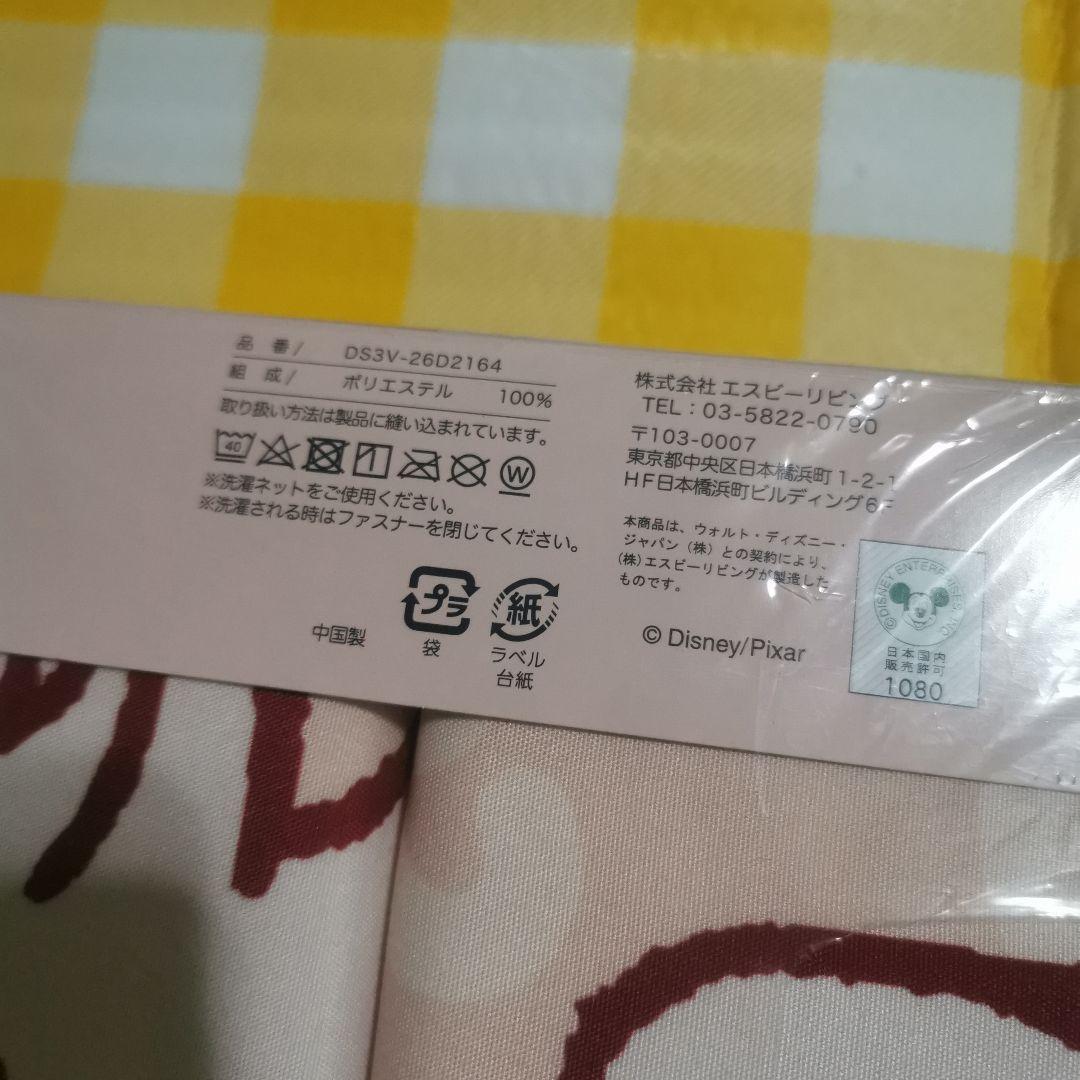 品 番/ DS3V-26D2164
組 成/ ポリエステル 100%
取り扱い方法は製品に縫い込まれています。
40
W
※洗濯ネットをご使用ください。
※洗濯される時はファスナーを閉じてください。
中国製
プラ
袋
紙
ラベル
台紙
株式会社 エスビーリビング
TEL：03-5822-0790
〒103-0007
東京都中央区日本橋浜町 1-2-1
HF日本橋浜町ビルディング6F
本商品は、ウォルト・ディズニー・
ジャパン（株）との契約により、
(株)エスビーリビングが製造した
ものです。
© Disney/Pixar
© DISNEY ENTERPRISES, INC
日本国内
販売許可
1080